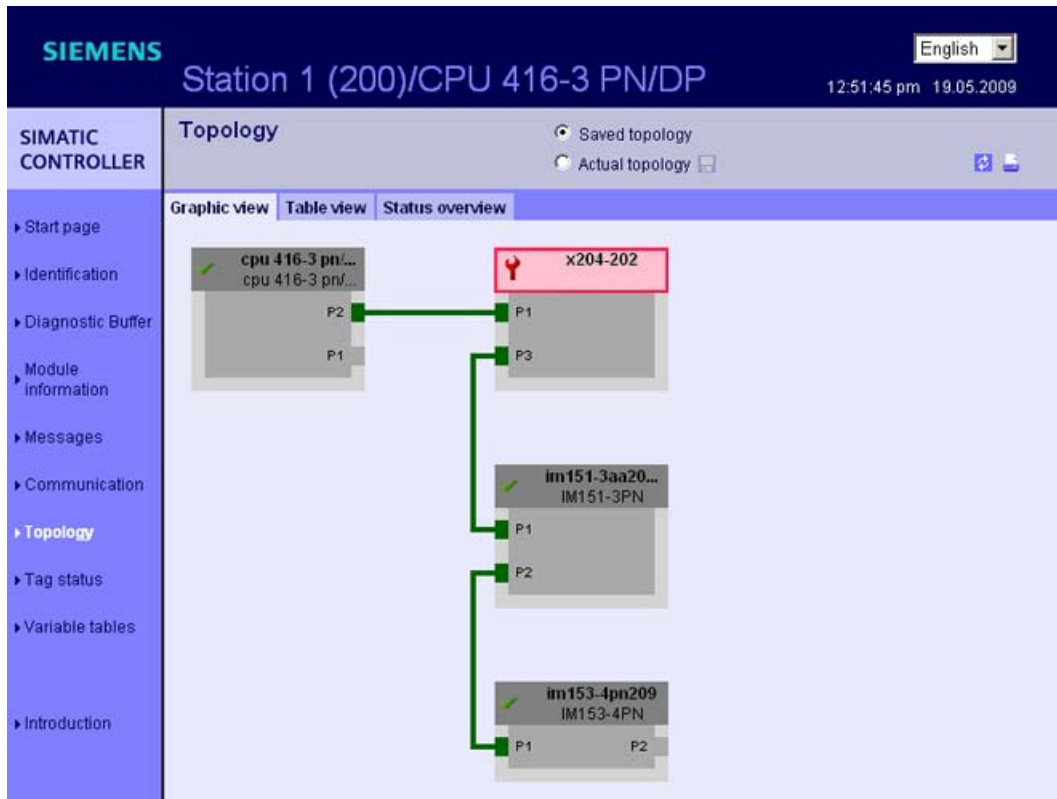 SIEMENS
Station 1 (200)/CPU 416-3 PN/DP
English
12:51:45 pm 19.05.2009
SIMATIC
CONTROLLER
Topology
Saved topology
Actual topology
Start page
Identification
Diagnostic Buffer
Module
information
Messages
Communication
Topology
Tag status
Variable tables
Introduction
Graphic view
Table view
Status overview
cpu 416-3 pn/...
cpu 416-3 pn/...
P2
P1
x204-202
P1
P3
im151-3aa20...
IM151-3PN
P1
P2
im153-4pn209
IM153-4PN
P1
P2